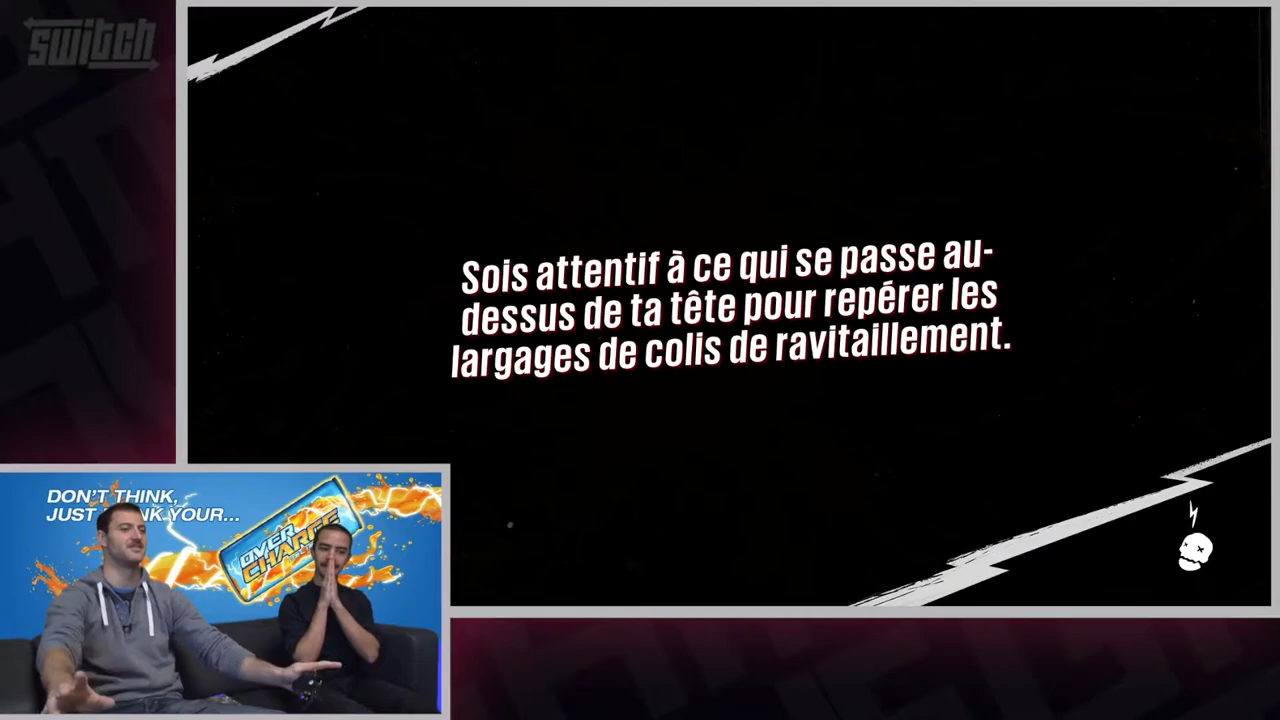 switch
Sois attentif à ce qui se passe au-
dessus de ta tête pour repérer les
largages de colis de ravitaillement.
DON'T THINK,
JUST NK YOUR...
OVER
CHARGE